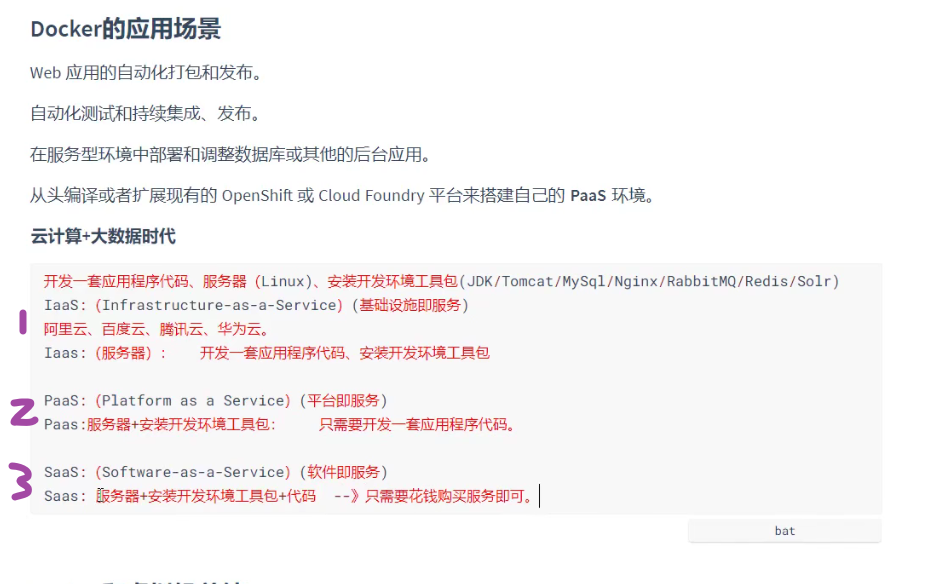 Docker的应用场景
Web 应用的自动化打包和发布。
自动化测试和持续集成、发布。
在服务型环境中部署和调整数据库或其他的后台应用。
从头编译或者扩展现有的 OpenShift 或 Cloud Foundry 平台来搭建自己的 PaaS 环境。
云计算+大数据时代
开发一套应用程序代码、服务器（Linux）、安装开发环境工具包(JDK/Tomcat/MySql/Nginx/RabbitMQ/Redis/Solr)
1
IaaS：（Infrastructure-as-a-Service）(基础设施即服务)
阿里云、百度云、腾讯云、华为云。
Iaas：（服务器）： 开发一套应用程序代码、安装开发环境工具包
2
PaaS：（Platform as a Service）(平台即服务)
Paas:服务器+安装开发环境工具包： 只需要开发一套应用程序代码。
3
SaaS：（Software-as-a-Service）(软件即服务)
Saas： 服务器+安装开发环境工具包+代码 --》只需要花钱购买服务即可。
bat